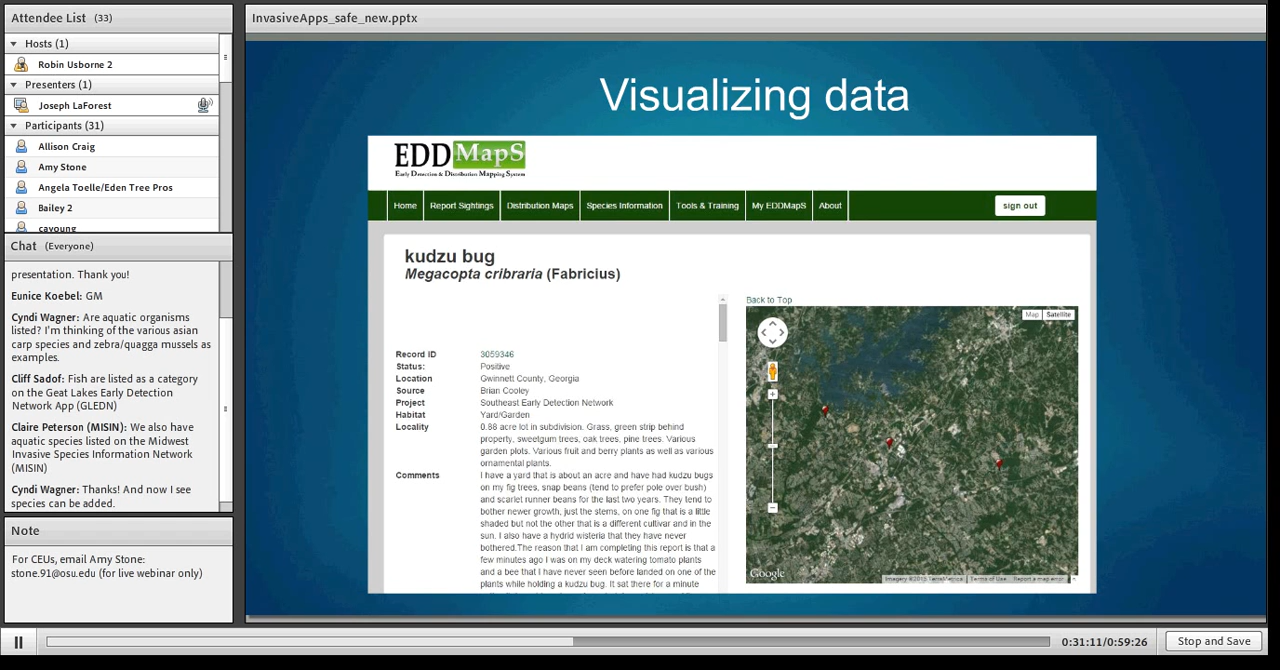 Attendee List (33)
Hosts (1)
Robin Usborne 2
Presenters (1)
Joseph LaForest
Participants (31)
Allison Craig
Amy Stone
Angela Toelle/Eden Tree Pros
Bailey 2
cayoung
Chat (Everyone)
presentation. Thank you!
Eunice Koebel: GM
Cyndi Wagner: Are aquatic organisms
listed? I'm thinking of the various asian
carp species and zebra/quagga mussels as
examples.
Cliff Sadof: Fish are listed as a category
on the Geat Lakes Early Detection
Network App (GLEDN)
Claire Peterson (MISIN): We also have
aquatic species listed on the Midwest
Invasive Species Information Network
(MISIN)
Cyndi Wagner: Thanks! And now I see
species can be added.
Note
For CEUs, email Amy Stone:
stone.91@osu.edu (for live webinar only)
InvasiveApps_safe_new.pptx
Visualizing data
EDDMapS
Early Detection & Distribution Mapping System
Home Report Sightings Distribution Maps Species Information Tools & Training My EDDMapS About sign out
kudzu bug
Megacopta cribraria (Fabricius)
Record ID 3059346
Status: Positive
Location Gwinnett County, Georgia
Source Brian Cooley
Project Southeast Early Detection Network
Habitat Yard/Garden
Locality 0.88 acre lot in subdivision. Grass, green strip behind
property, sweetgum trees, oak trees, pine trees. Various
garden plots. Various fruit and berry plants as well as various
ornamental plants.
Comments I have a yard that is about an acre and have had kudzu bugs
on my fig trees, snap beans (tend to prefer pole over bush)
and scarlet runner beans for the last two years. They tend to
bother newer growth; just the stems, on one fig that is a little
shaded but not the other that is a different cultivar and in the
sun. I also have a hydrid wisteria that they have never
bothered.The reason that I am completing this report is that a
few minutes ago I was on my deck watering tomato plants
and a bee that I have never seen before landed on one of the
plants while holding a kudzu bug. It sat there for a minute
Back to Top
Map Satellite
Google
Imagery ©2015 TerraMetrics Terms of Use Report a map error
0:31:11/0:59:26
Stop and Save